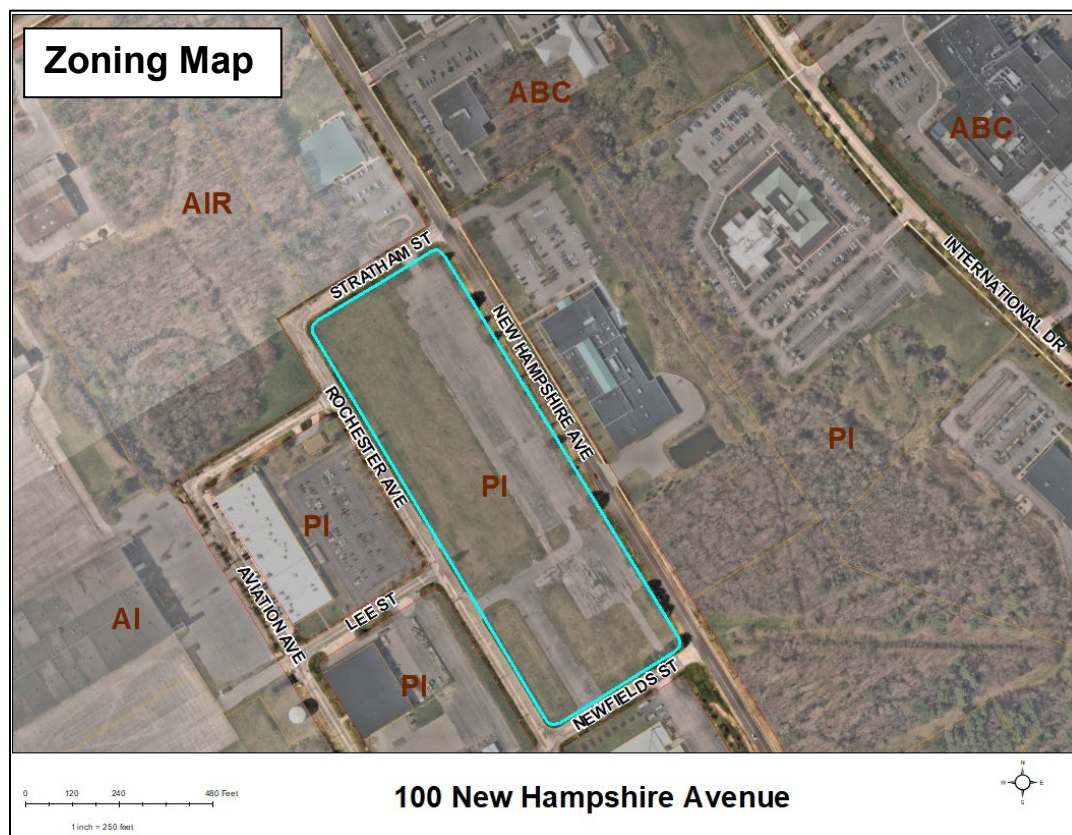 Zoning Map
ABC
ABC
AIR
STRATHAM ST
INTERNATIONAL DR
NEW HAMPSHIRE AVE
ROCHESTER AVE
PI
PI
PI
AI
AVIATION AVE
LEE ST
PI
NEWFIELDS ST
0 120 240 480 Feet
1 inch = 250 feet
100 New Hampshire Avenue
N
W E
S